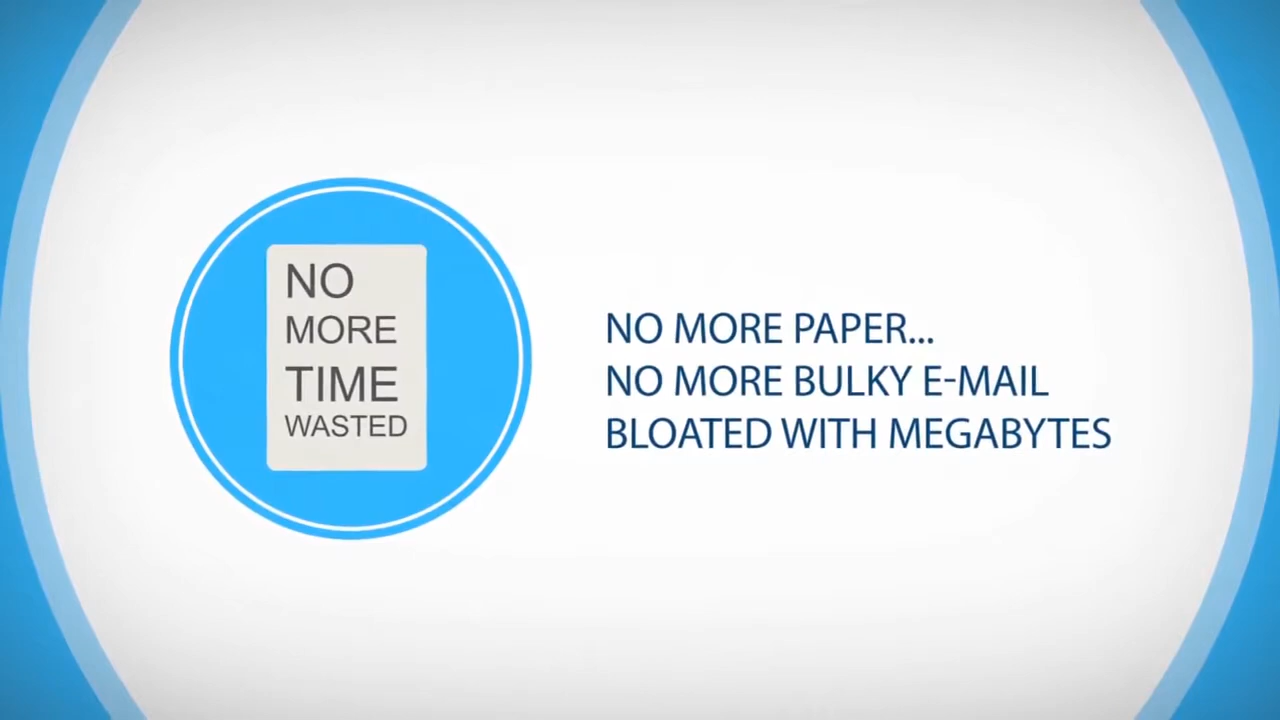 NO
MORE
TIME
WASTED
NO MORE PAPER...
NO MORE BULKY E-MAIL
BLOATED WITH MEGABYTES